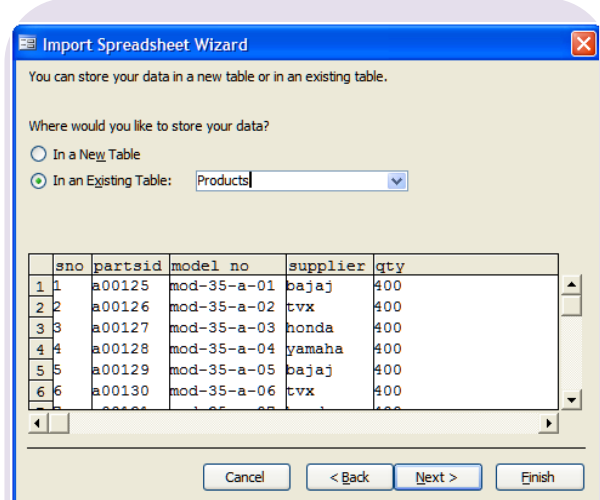 Import Spreadsheet Wizard
You can store your data in a new table or in an existing table.
Where would you like to store your data?
In a New Table
In an Existing Table: Products
sno partsid model no supplier qty
1 1 a00125 mod-35-a-01 bajaj 400
2 2 a00126 mod-35-a-02 tvx 400
3 3 a00127 mod-35-a-03 honda 400
4 4 a00128 mod-35-a-04 yamaha 400
5 5 a00129 mod-35-a-05 bajaj 400
6 6 a00130 mod-35-a-06 tvx 400
Cancel < Back Next > Finish